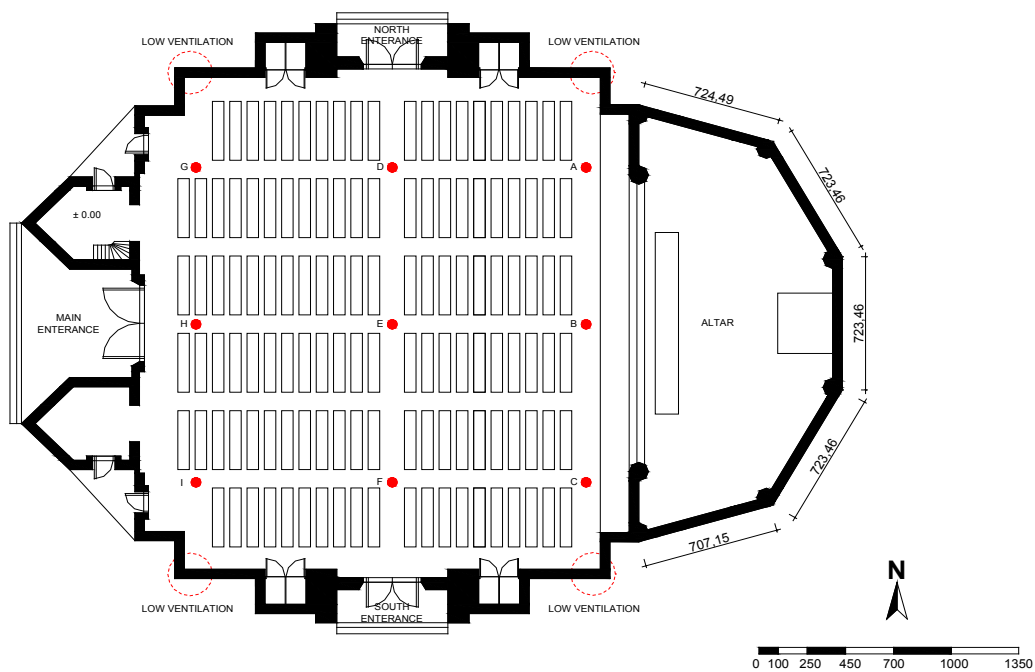 NORTH
ENTERANCE
LOW VENTILATION
LOW VENTILATION
724,49
723,46
G
D
A
± 0.00
MAIN
ENTERANCE
H
E
B
ALTAR
723,46
I
F
C
723,46
707,15
LOW VENTILATION
SOUTH
ENTERANCE
LOW VENTILATION
N
0 100 250 450 700 1000 1350